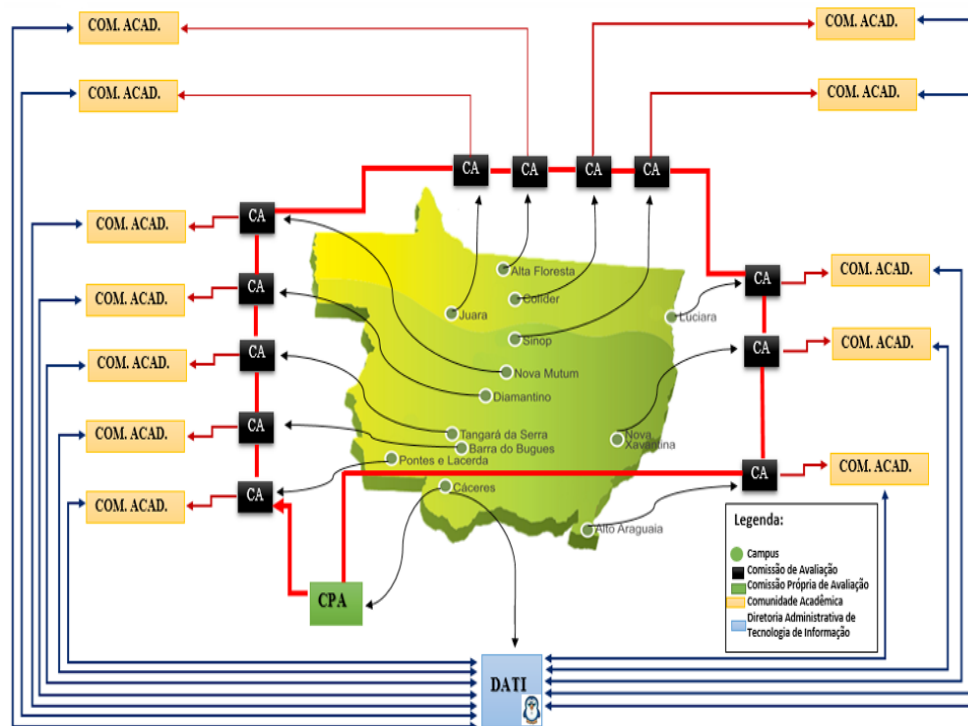 COM. ACAD.
COM. ACAD.
COM. ACAD.
COM. ACAD.
CA
CA
CA
CA
COM. ACAD.
CA
CA
COM. ACAD.
Alta Floresta
COM. ACAD.
CA
Colíder
Juara
Luciara
COM. ACAD.
CA
Sinop
CA
COM. ACAD.
Nova Mutum
Diamantino
COM. ACAD.
CA
Tangará da Serra
Nova
Xavantina
Barra do Bugues
Pontes e Lacerda
CA
COM. ACAD.
COM. ACAD.
CA
Cáceres
Alto Araguaia
Legenda:
Campus
Comissão de Avaliação
Comissão Própria de Avaliação
Comunidade Acadêmica
Diretoria Administrativa de
Tecnologia de Informação
CPA
DATI